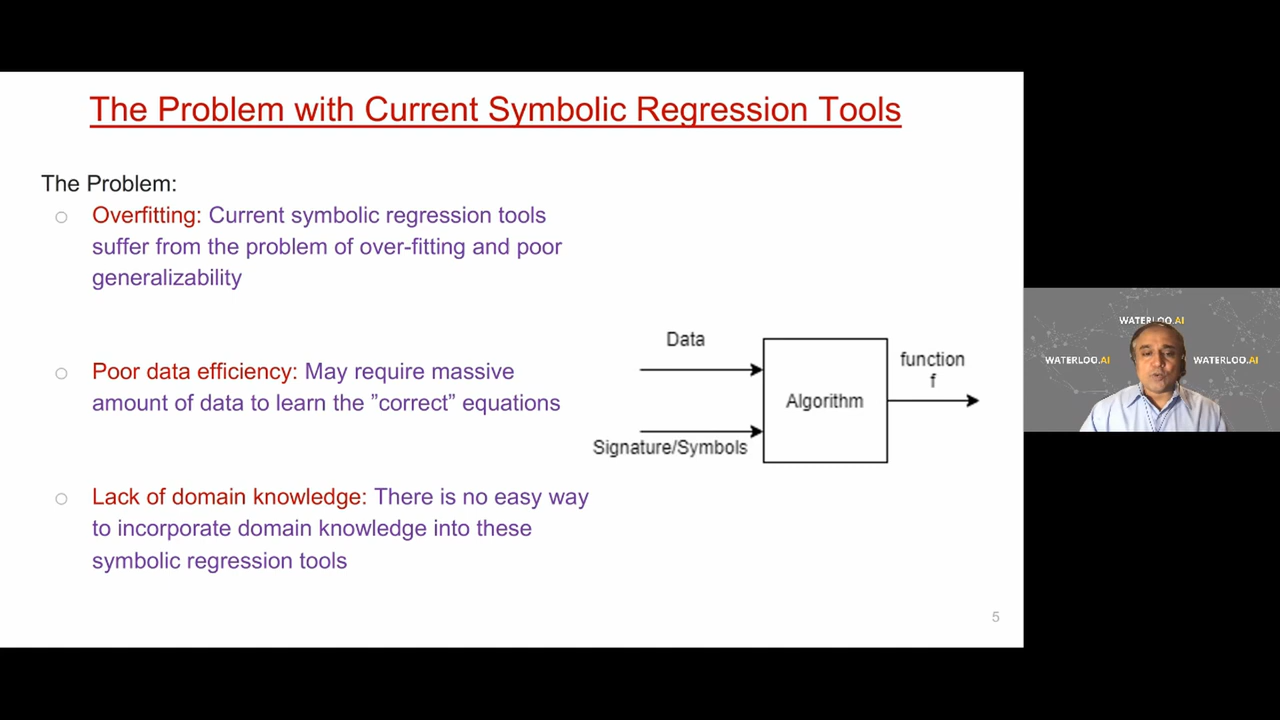 The Problem with Current Symbolic Regression Tools
The Problem:
Overfitting: Current symbolic regression tools
suffer from the problem of over-fitting and poor
generalizability
Poor data efficiency: May require massive
amount of data to learn the ”correct” equations
Lack of domain knowledge: There is no easy way
to incorporate domain knowledge into these
symbolic regression tools
Data
Signature/Symbols
Algorithm
function
f
5
WATERLOO.AI
WATERLOO.AI
WATERLOO.AI